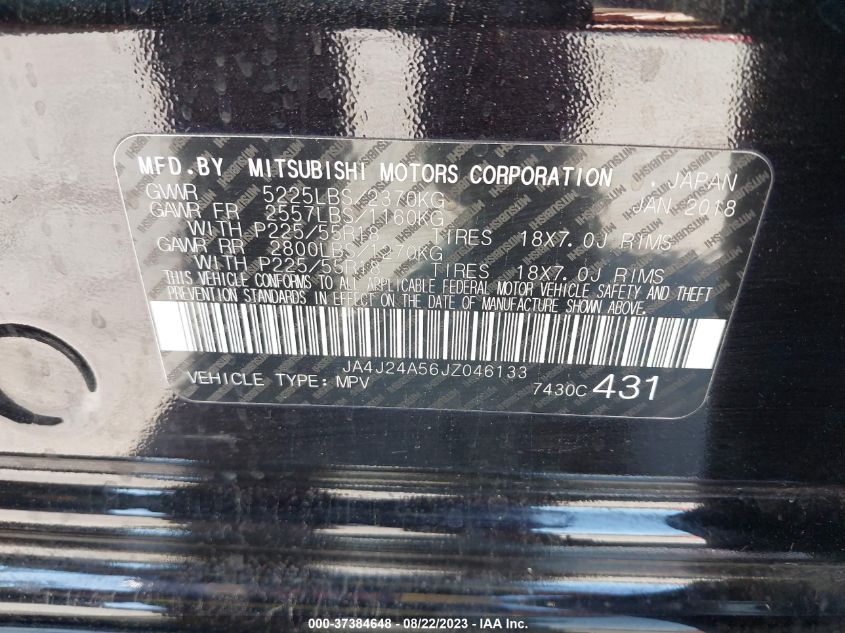 MFD.BY MITSUBISHI MOTORS CORPORATION , JAPAN
GVWR 5225LBS/2370KG JAN 2018
GAWR FR 2557LBS/1160KG
WITH P225/55R18 TIRES 18X7.0J RIMS
GAWR RR 2800LBS/1270KG
WITH P225/55R18 TIRES 18X7.0J RIMS
THIS VEHICLE CONFORMS TO ALL APPLICABLE FEDERAL MOTOR VEHICLE SAFETY AND THEFT
PREVENTION STANDARDS IN EFFECT ON THE DATE OF MANUFACTURE SHOWN ABOVE.
JA4J24A56JZ046133
VEHICLE TYPE: MPV 7430C 431
000-37384648 - 08/22/2023 - IAA Inc.